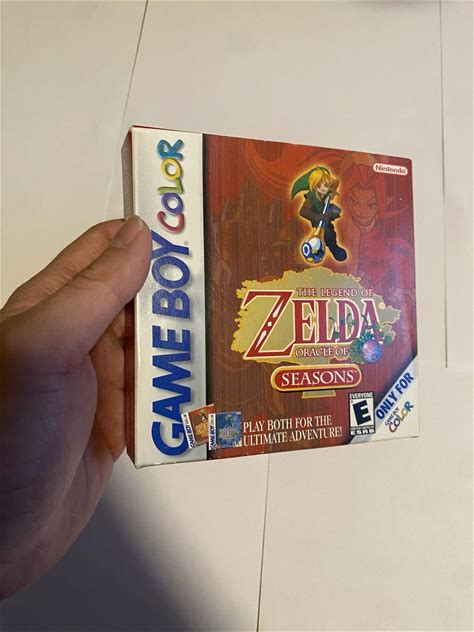 GAME BOY COLOR
Nintendo
THE LEGEND OF
ZELDA
ORACLE OF
SEASONS
PLAY BOTH FOR THE
ULTIMATE ADVENTURE!
EVERYONE
E
ESRB
ONLY FOR
GAME BOY
COLOR